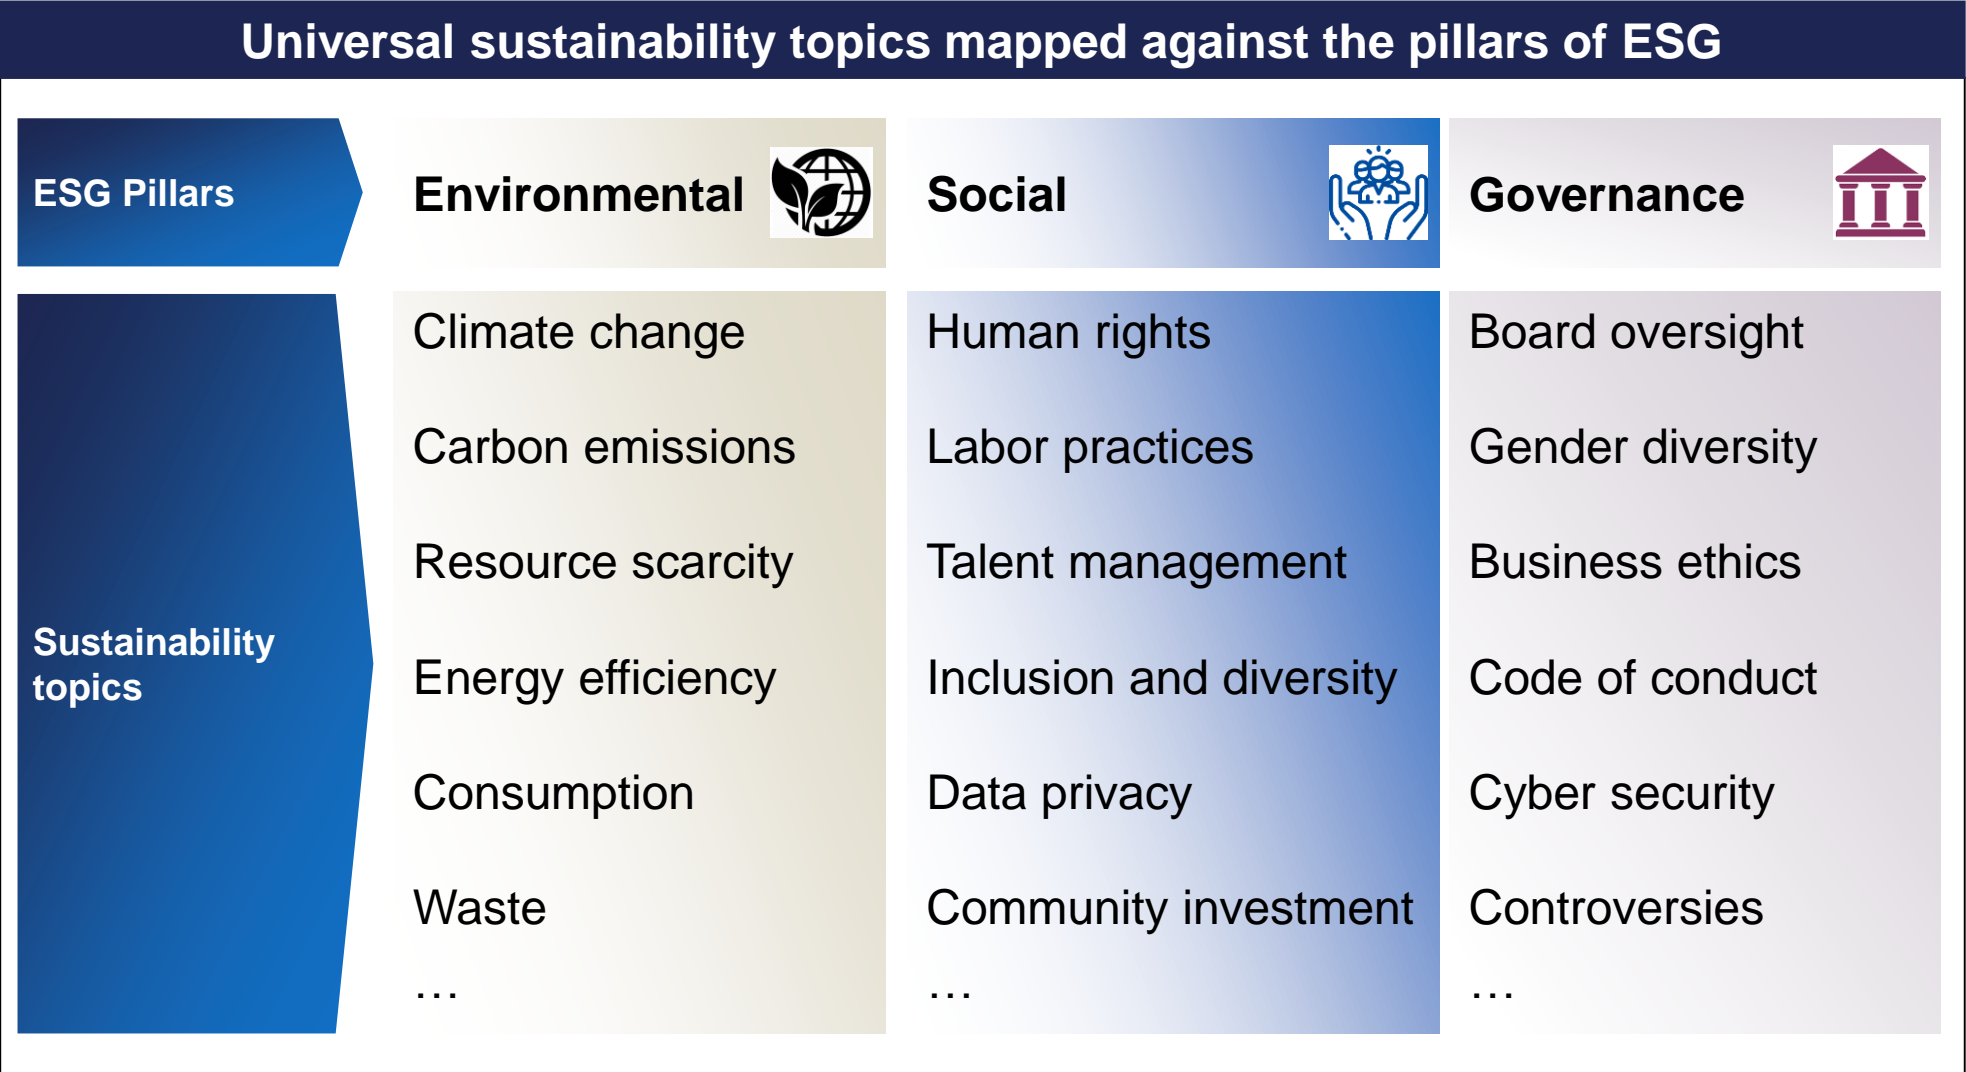 Universal sustainability topics mapped against the pillars of ESG
ESG Pillars
Environmental
Social
Governance
Sustainability
topics
Climate change
Carbon emissions
Resource scarcity
Energy efficiency
Consumption
Waste
…
Human rights
Labor practices
Talent management
Inclusion and diversity
Data privacy
Community investment
…
Board oversight
Gender diversity
Business ethics
Code of conduct
Cyber security
Controversies
…